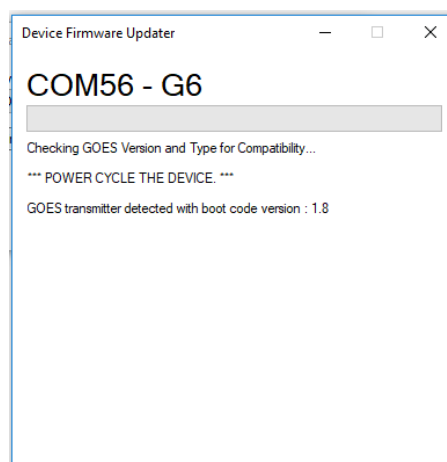 Device Firmware Updater
COM56 - G6
Checking GOES Version and Type for Compatibility...
*** POWER CYCLE THE DEVICE. ***
GOES transmitter detected with boot code version : 1.8